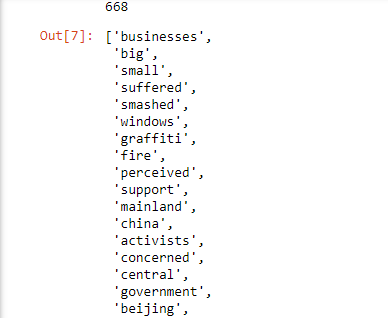 668
Out[7]: ['businesses',
'big',
'small',
'suffered',
'smashed',
'windows',
'graffiti',
'fire',
'perceived',
'support',
'mainland',
'china',
'activists',
'concerned',
'central',
'government',
'beijing',